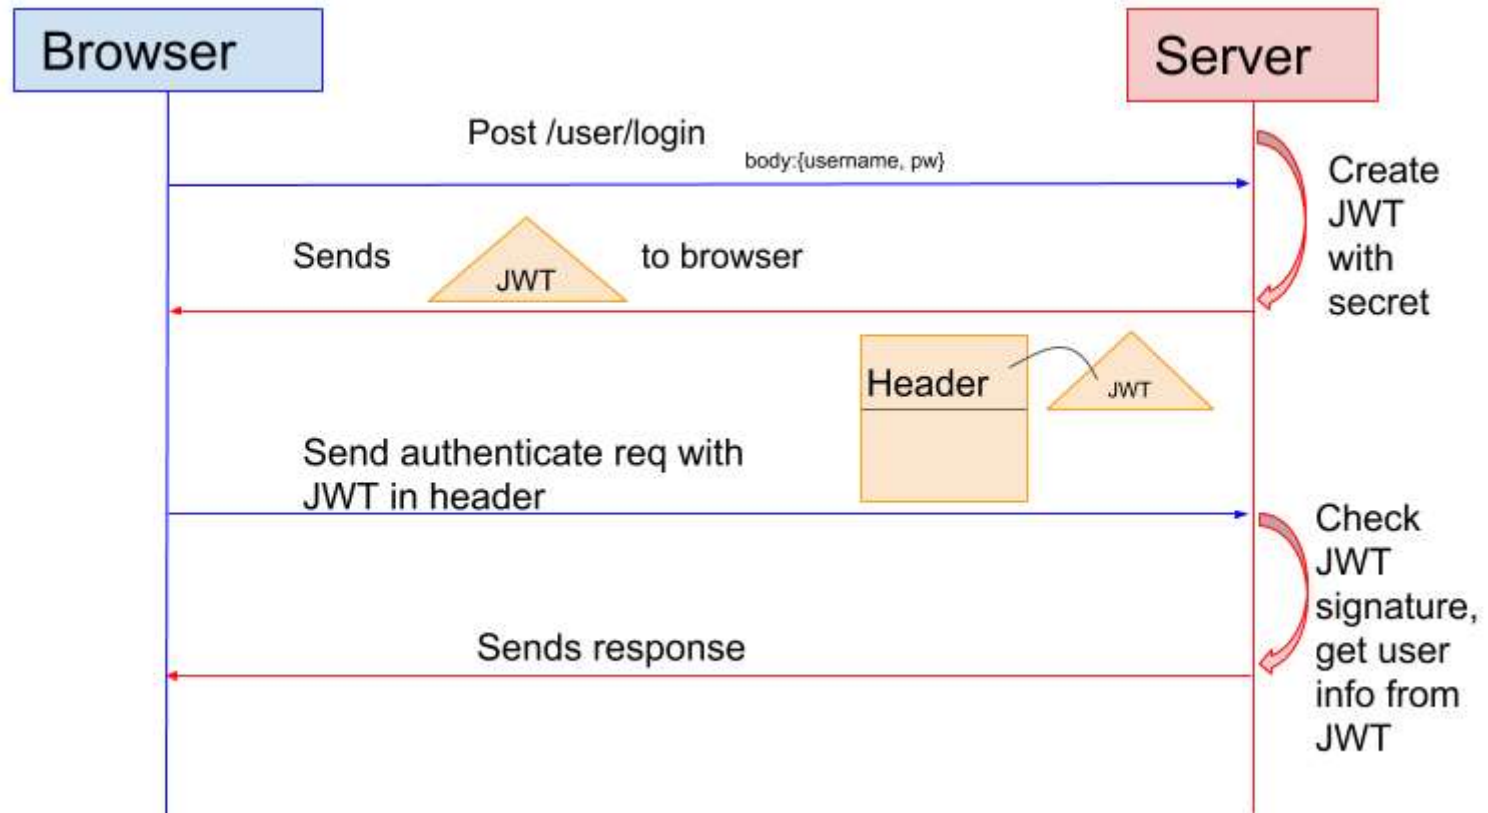 Browser
Server
Post /user/login
body:{username, pw}
Create
JWT
with
secret
Sends
JWT
to browser
Header
JWT
Send authenticate req with
JWT in header
Check
JWT
signature,
get user
info from
JWT
Sends response